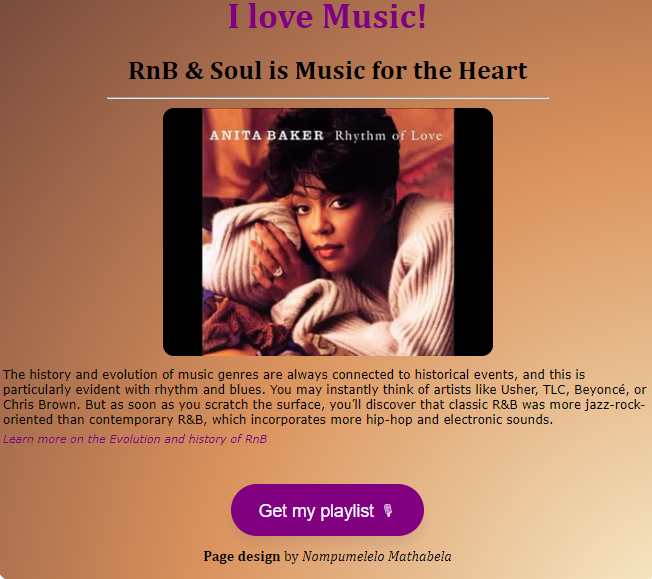 I love Music!
RnB & Soul is Music for the Heart
ANITA BAKER Rhythm of Love
The history and evolution of music genres are always connected to historical events, and this is
particularly evident with rhythm and blues. You may instantly think of artists like Usher, TLC, Beyoncé, or
Chris Brown. But as soon as you scratch the surface, you’ll discover that classic R&B was more jazz-rock-
oriented than contemporary R&B, which incorporates more hip-hop and electronic sounds.
Learn more on the Evolution and history of RnB
Get my playlist 🎙
Page design by Nompumelelo Mathabela